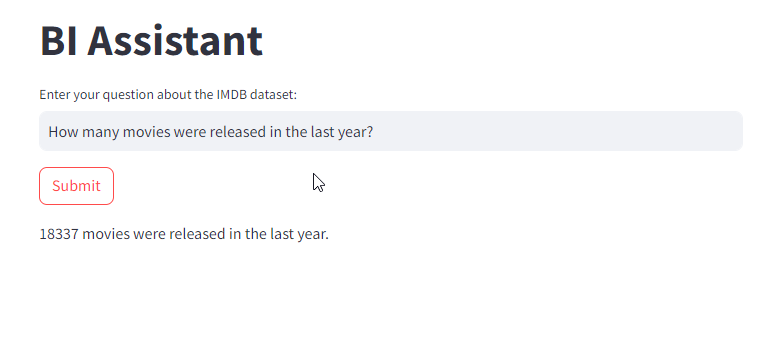 BI Assistant
Enter your question about the IMDB dataset:
How many movies were released in the last year?
Submit
18337 movies were released in the last year.